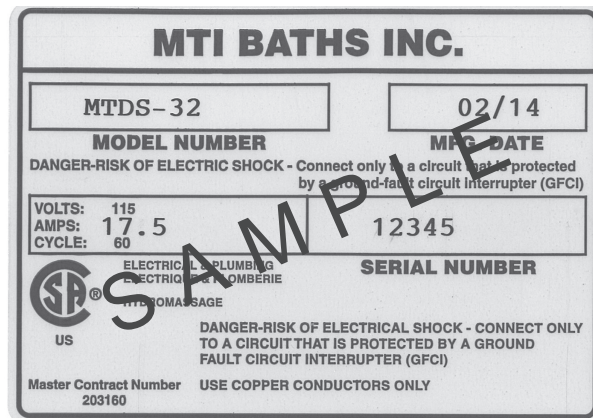 MTI BATHS INC.
MTDS-32
02/14
MODEL NUMBER
MFG. DATE
DANGER-RISK OF ELECTRIC SHOCK - Connect only to a circuit that is protected
by a ground-fault circuit interrupter (GFCI)
VOLTS: 115
AMPS: 17.5
CYCLE: 60
12345
SERIAL NUMBER
ELECTRICAL & PLUMBING
ELECTRIQUE & PLOMBERIE
HYDROMASSAGE
SA ®
US
DANGER-RISK OF ELECTRICAL SHOCK - CONNECT ONLY
TO A CIRCUIT THAT IS PROTECTED BY A GROUND
FAULT CIRCUIT INTERRUPTER (GFCI)
Master Contract Number
203160
USE COPPER CONDUCTORS ONLY
SAMPLE